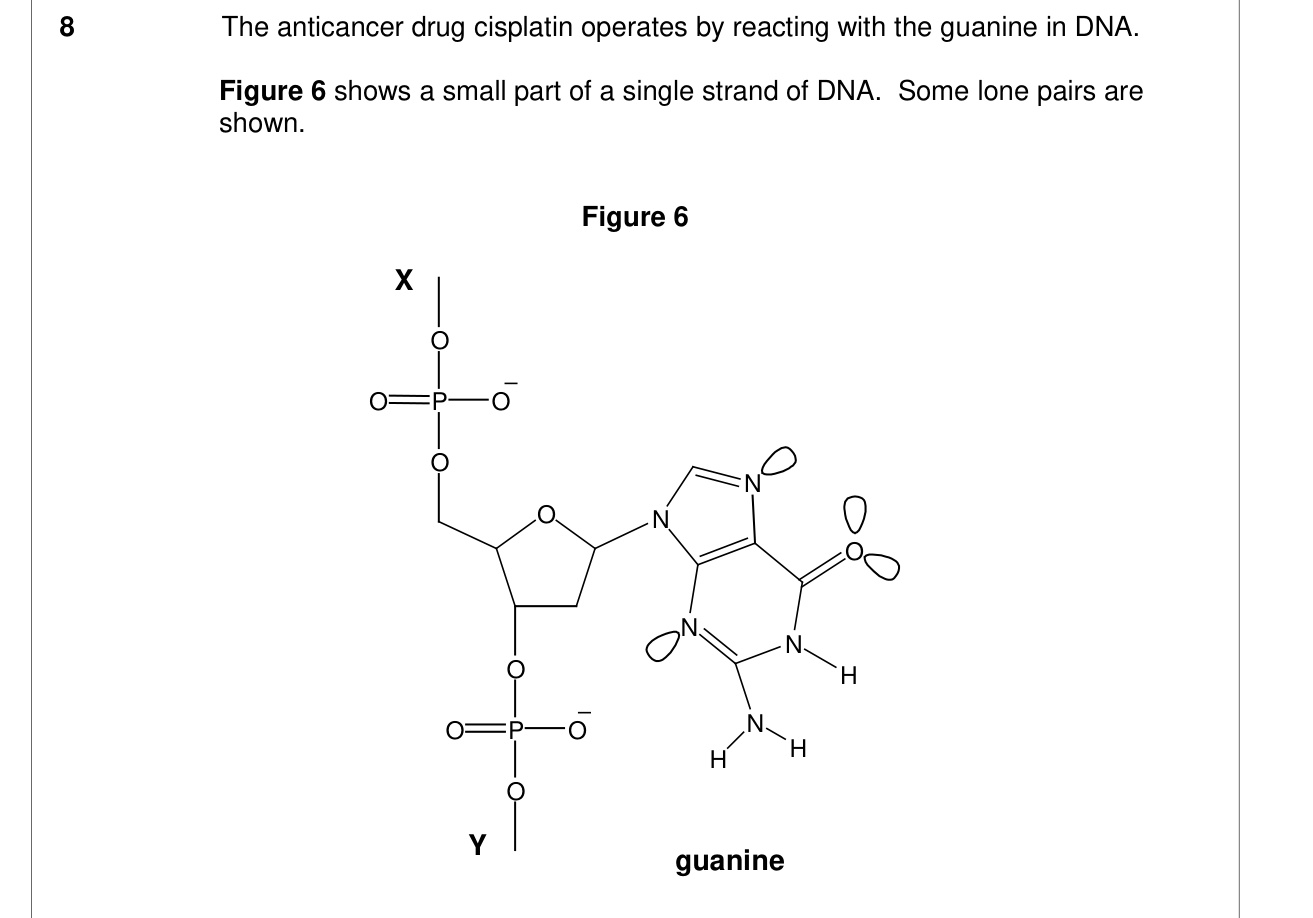 8 The anticancer drug cisplatin operates by reacting with the guanine in DNA.
Figure 6 shows a small part of a single strand of DNA. Some lone pairs are
shown.
Figure 6
X
O
O P O –
O
N
O N
O
N
N
O H
N
O P O –
H H
O
Y
guanine